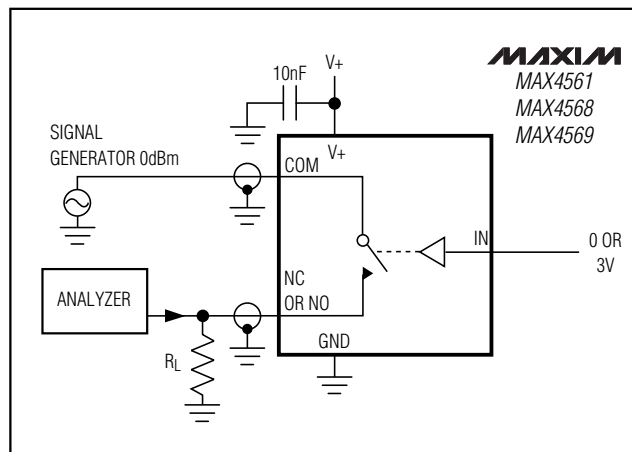 MAXIM
MAX4561
MAX4568
MAX4569
10nF
V+
V+
SIGNAL
GENERATOR 0dBm
COM
IN
0 OR
3V
NC
OR NO
ANALYZER
GND
RL